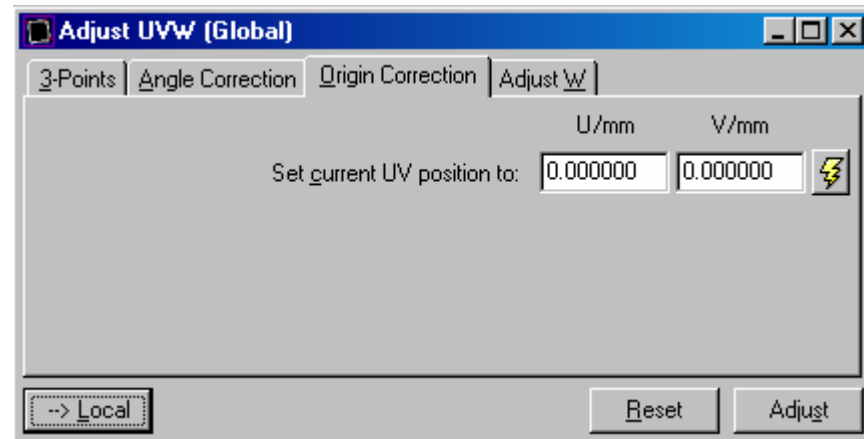 Adjust UVW (Global)
3-Points Angle Correction Origin Correction Adjust W
U/mm V/mm
Set current UV position to: 0.000000 0.000000
--> Local Reset Adjust